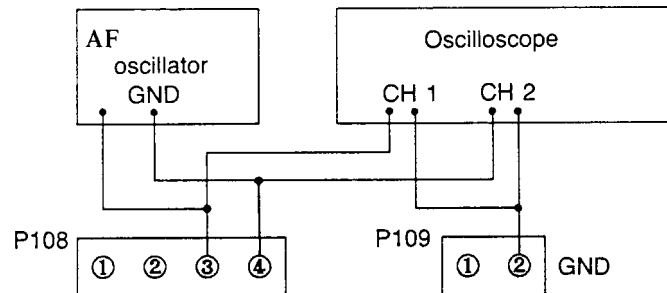 AF
oscillator
GND
Oscilloscope
CH 1 CH 2
P108
① ② ③ ④
P109
① ② GND